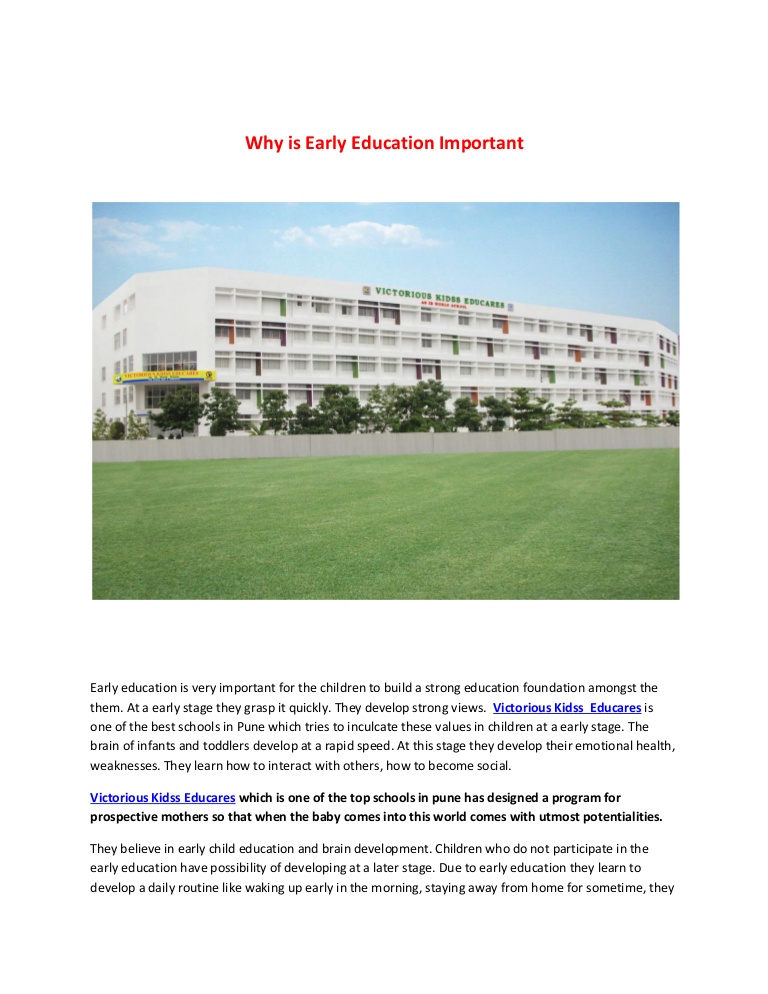 Why is Early Education Important
VICTORIOUS KIDSS EDUCARES
AN IB WORLD SCHOOL
VICTORIOUS KIDSS EDUCARES
Early education is very important for the children to build a strong education foundation amongst the
them. At a early stage they grasp it quickly. They develop strong views.  Victorious Kidss  Educares is
one of the best schools in Pune which tries to inculcate these values in children at a early stage. The
brain of infants and toddlers develop at a rapid speed. At this stage they develop their emotional health,
weaknesses. They learn how to interact with others, how to become social.
Victorious Kidss Educares which is one of the top schools in pune has designed a program for
prospective mothers so that when the baby comes into this world comes with utmost potentialities.
They believe in early child education and brain development. Children who do not participate in the
early education have possibility of developing at a later stage. Due to early education they learn to
develop a daily routine like waking up early in the morning, staying away from home for sometime, they